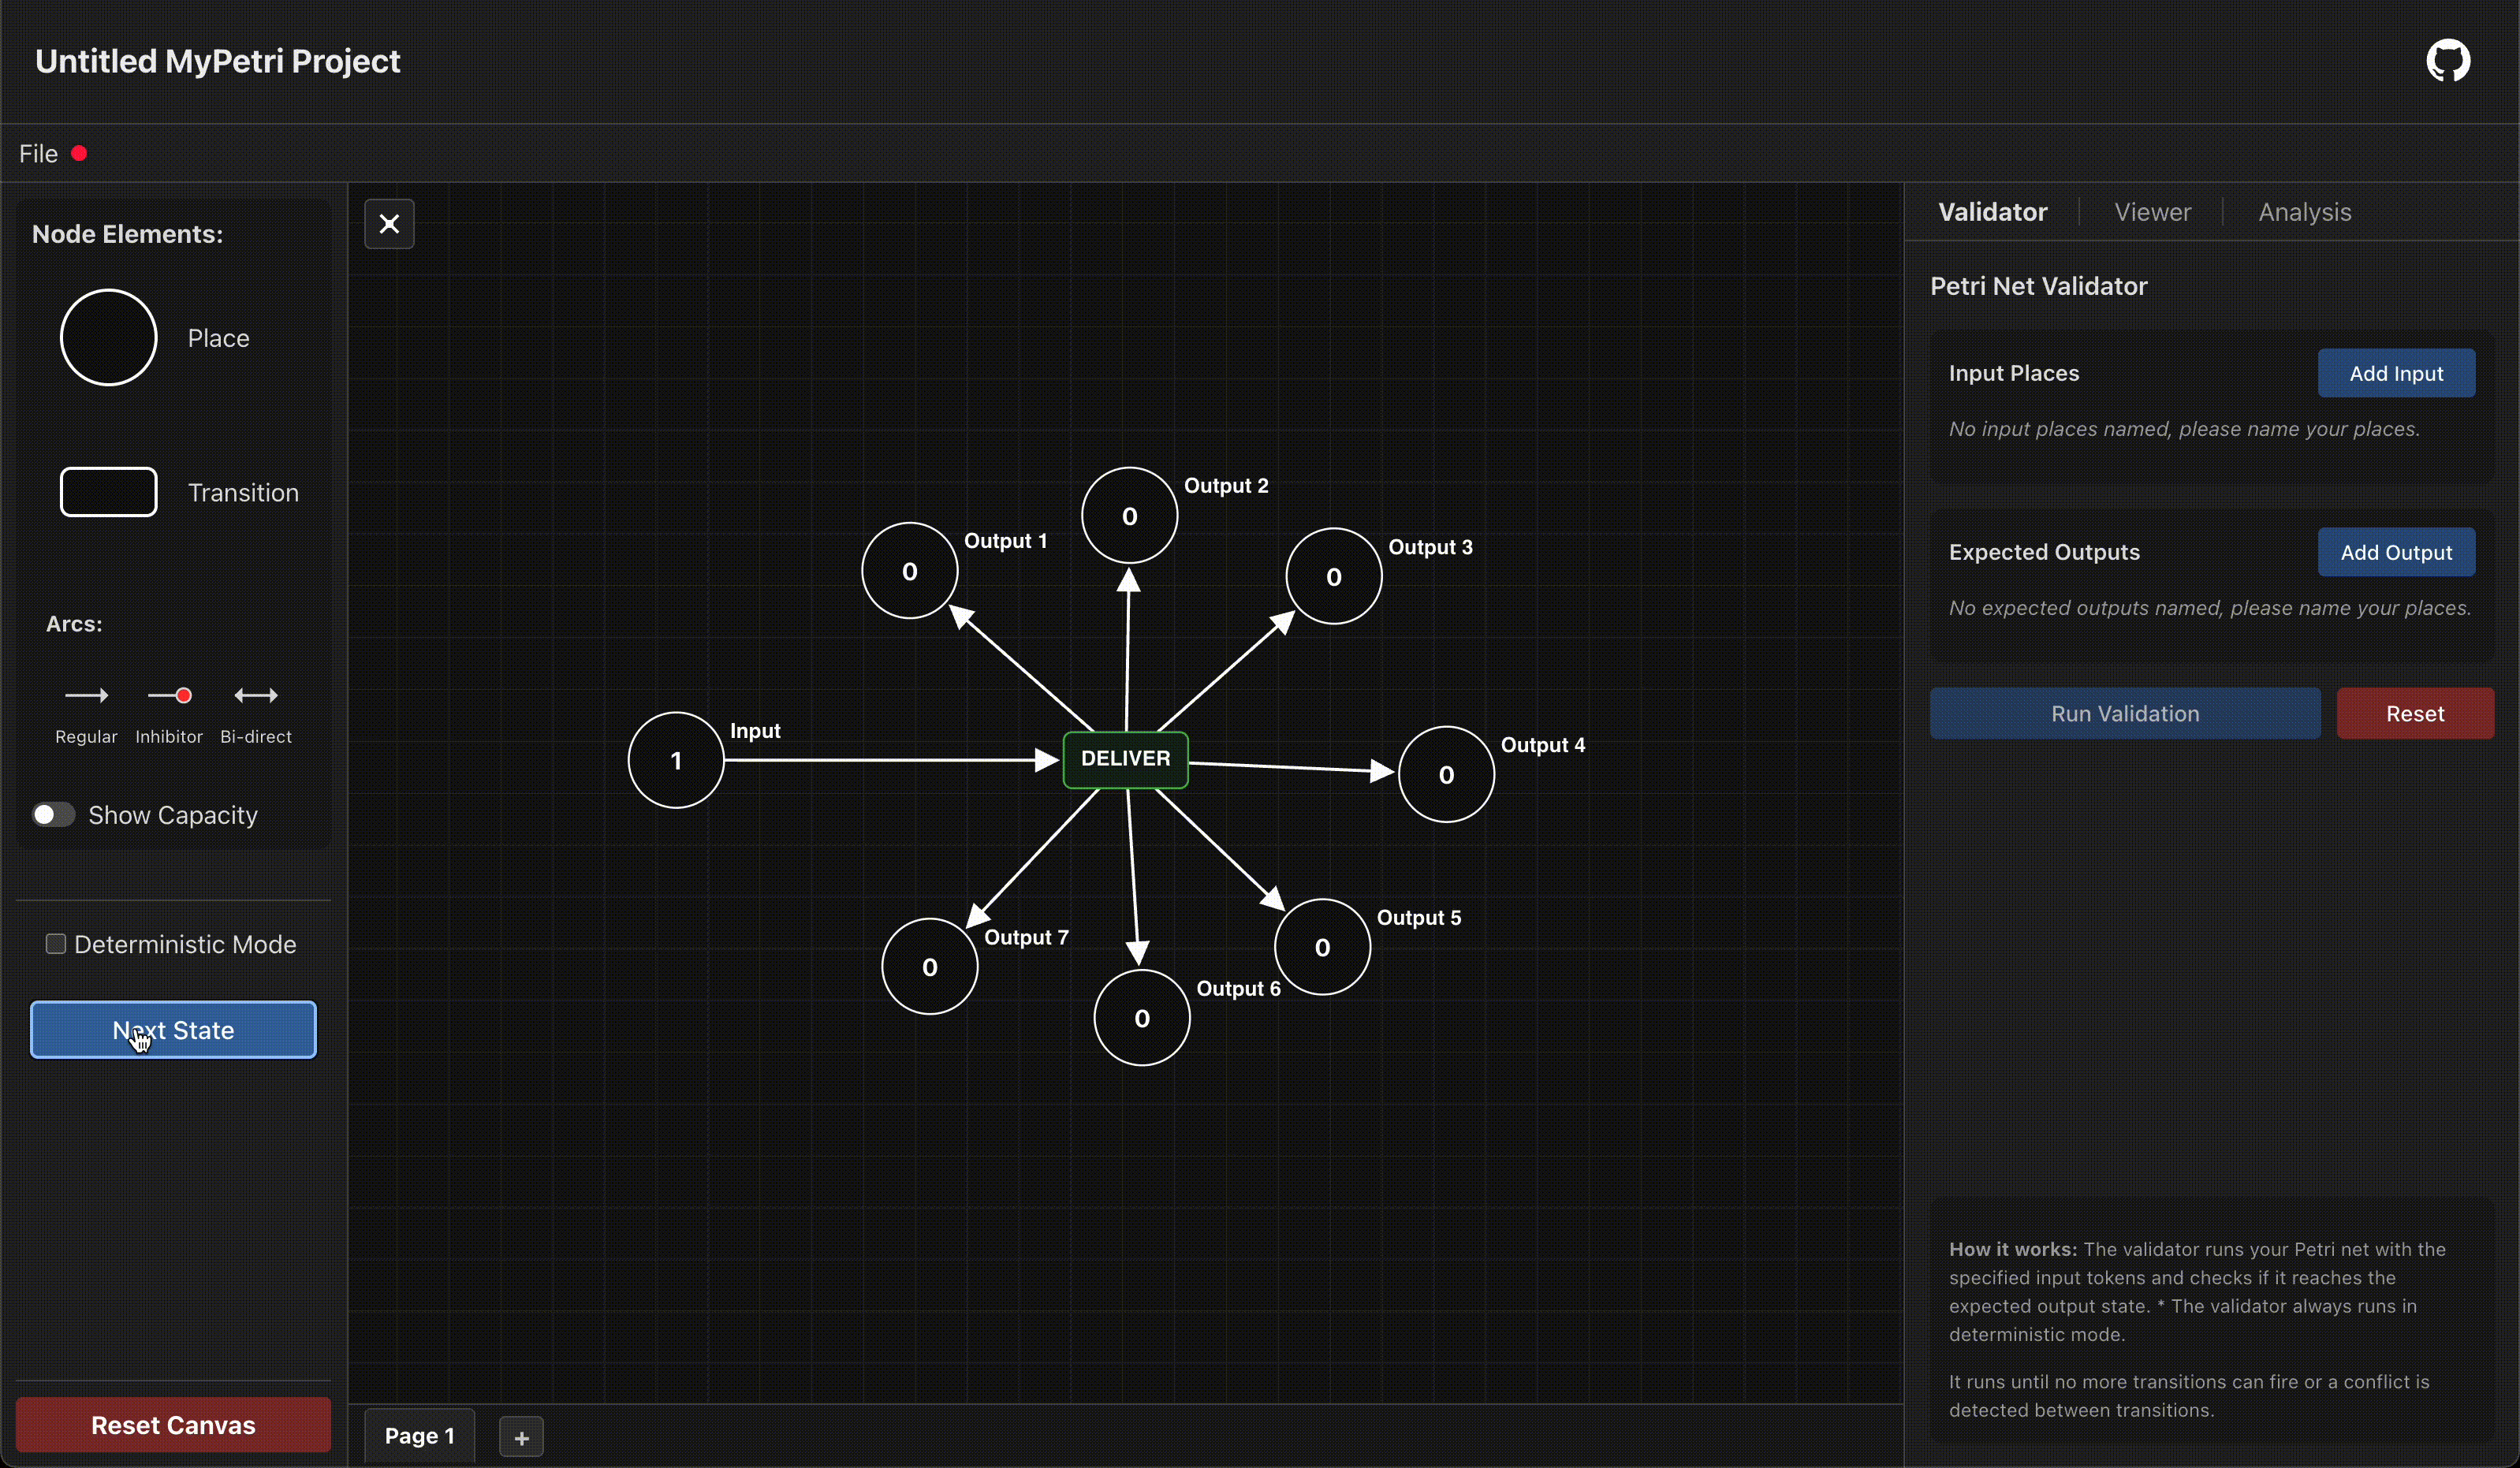 Untitled MyPetri Project
File
Node Elements:
Place
Transition
Arcs:
Regular Inhibitor Bi-direct
Show Capacity
Deterministic Mode
Next State
Reset Canvas
Output 2
0
Output 1
0
Output 3
0
Input
1
DELIVER
Output 4
0
Output 5
0
Output 7
0
Output 6
0
Page 1 +
Validator Viewer Analysis
Petri Net Validator
Input Places Add Input
No input places named, please name your places.
Expected Outputs Add Output
No expected outputs named, please name your places.
Run Validation Reset
How it works: The validator runs your Petri net with the
specified input tokens and checks if it reaches the
expected output state. * The validator always runs in
deterministic mode.
It runs until no more transitions can fire or a conflict is
detected between transitions.